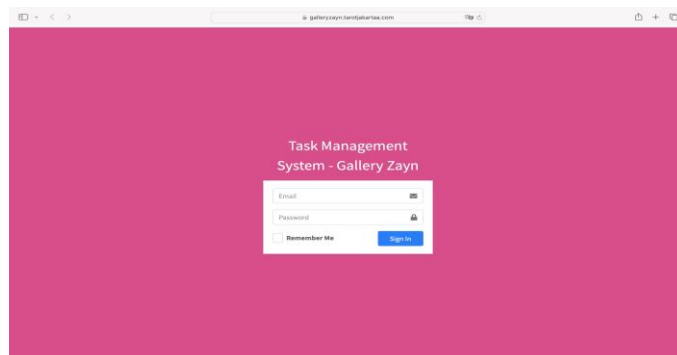 galleryzayn.tarotjakartaa.com
Task Management
System - Gallery Zayn
Email
Password
Remember Me
Sign In